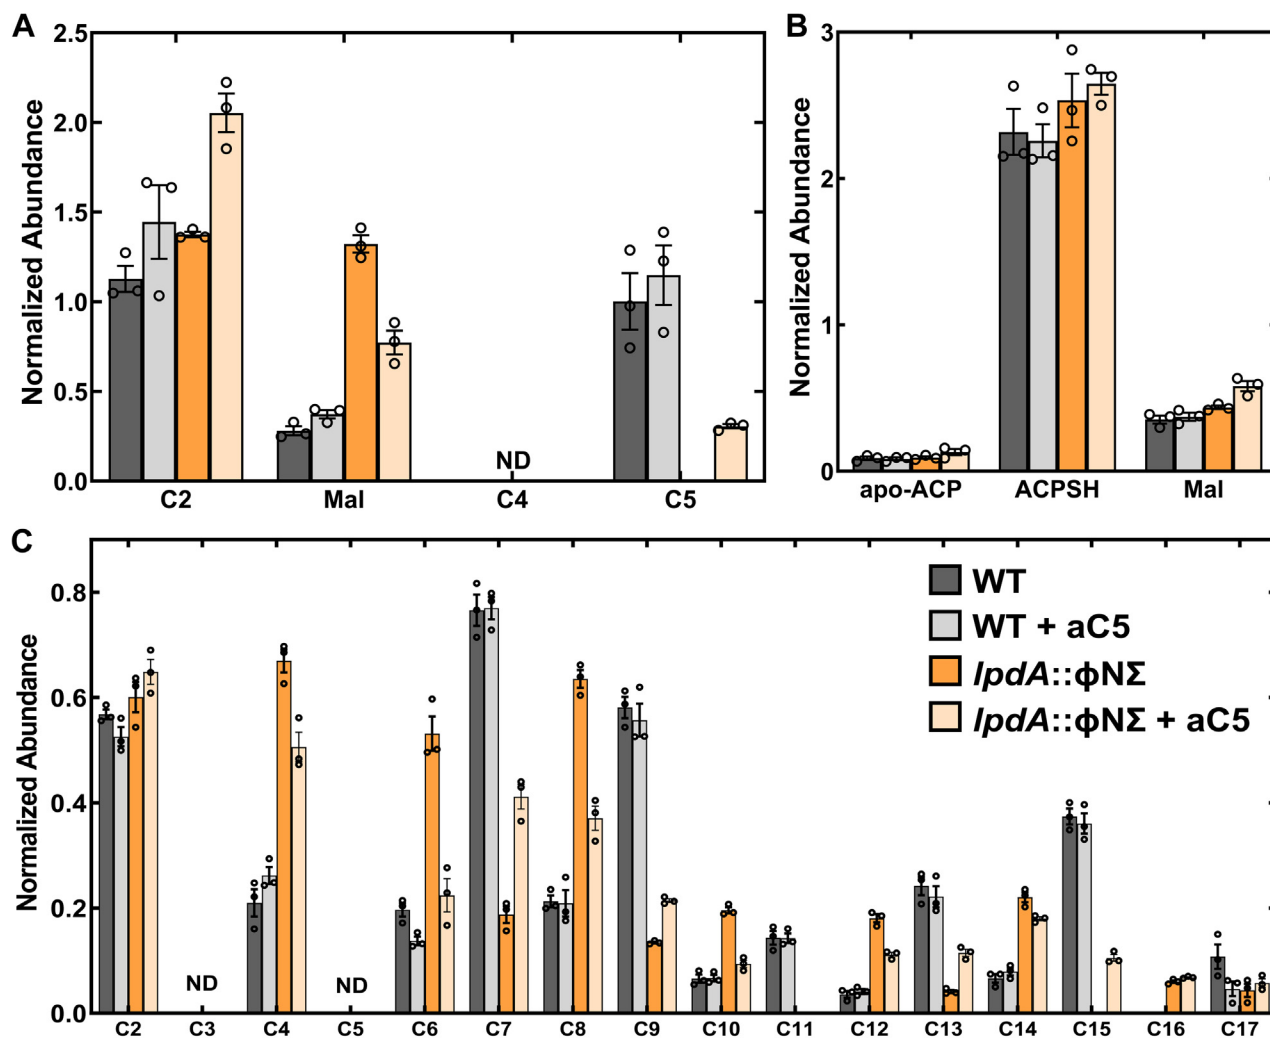 A
Normalized Abundance
2.5
2.0
1.5
1.0
0.5
0.0
ND
C2 Mal C4 C5
B
Normalized Abundance
3
2
1
0
apo-ACP ACPSH Mal
C
Normalized Abundance
0.8
0.6
0.4
0.2
0.0
ND
ND
C2 C3 C4 C5 C6 C7 C8 C9 C10 C11 C12 C13 C14 C15 C16 C17
WT
WT + aC5
lpdA::ϕNΣ
lpdA::ϕNΣ + aC5